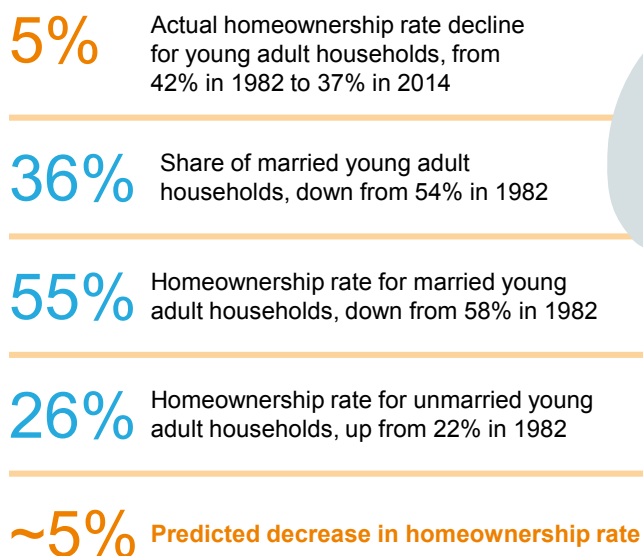 5%
Actual homeownership rate decline
for young adult households, from
42% in 1982 to 37% in 2014
36%
Share of married young adult
households, down from 54% in 1982
55%
Homeownership rate for married young
adult households, down from 58% in 1982
26%
Homeownership rate for unmarried young
adult households, up from 22% in 1982
~5% Predicted decrease in homeownership rate